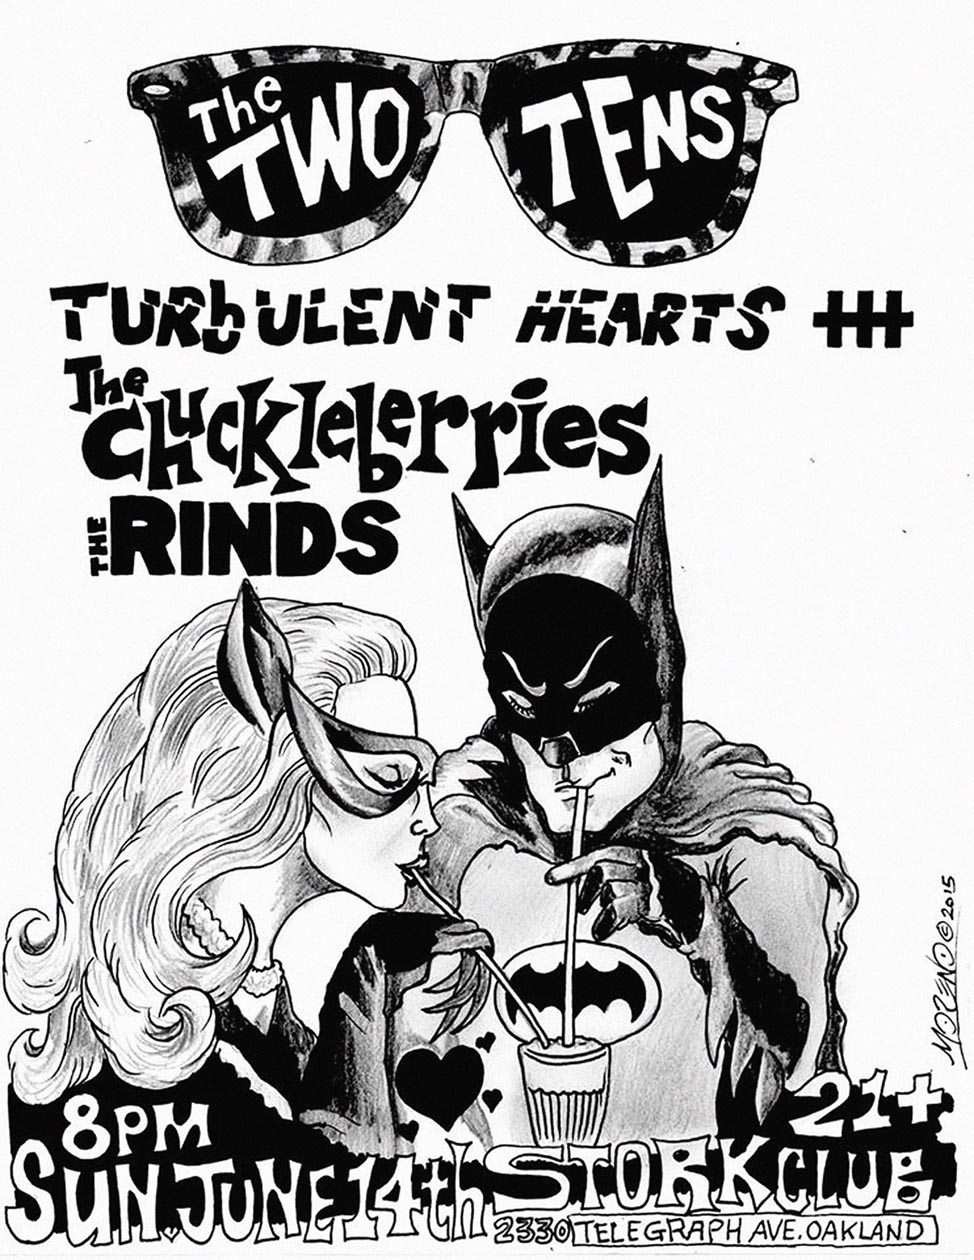 The TWO TENS
TURbULENT HEARTS
The Chuckleberries
THE RINDS
MORENO © 2015
8PM
21+
SUN. JUNE 14th STORK CLUB
2330 TELEGRAPH AVE. OAKLAND